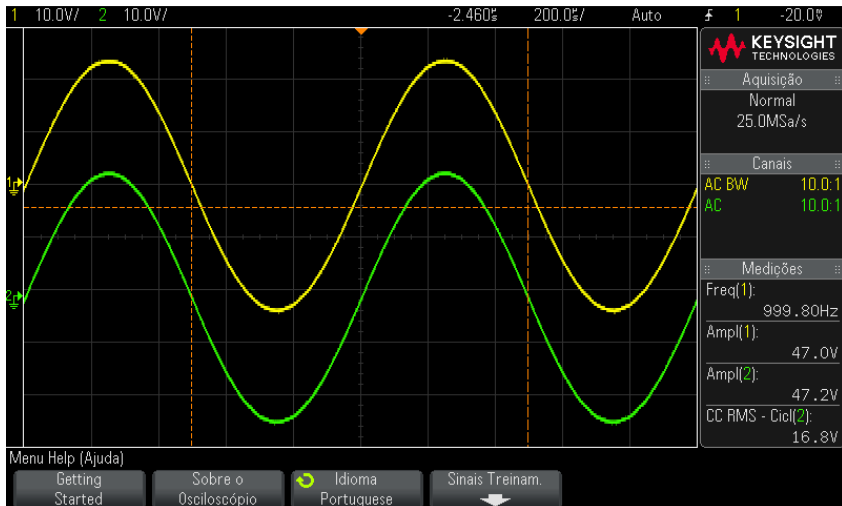 1 10.0V/ 2 10.0V/ -2.460s 200.0s/ Auto 1 -20.0V
KEYSIGHT
TECHNOLOGIES
Aquisição
Normal
25.0MSa/s
Canais
AC BW 10.0:1
AC 10.0:1
Medições
Freq(1):
999.80Hz
Ampl(1):
47.0V
Ampl(2):
47.2V
CC RMS - Cicl(2):
16.8V
1
2
Menu Help (Ajuda)
Getting
Started
Sobre o
Osciloscópio
Idioma
Portuguese
Sinais Treinam.